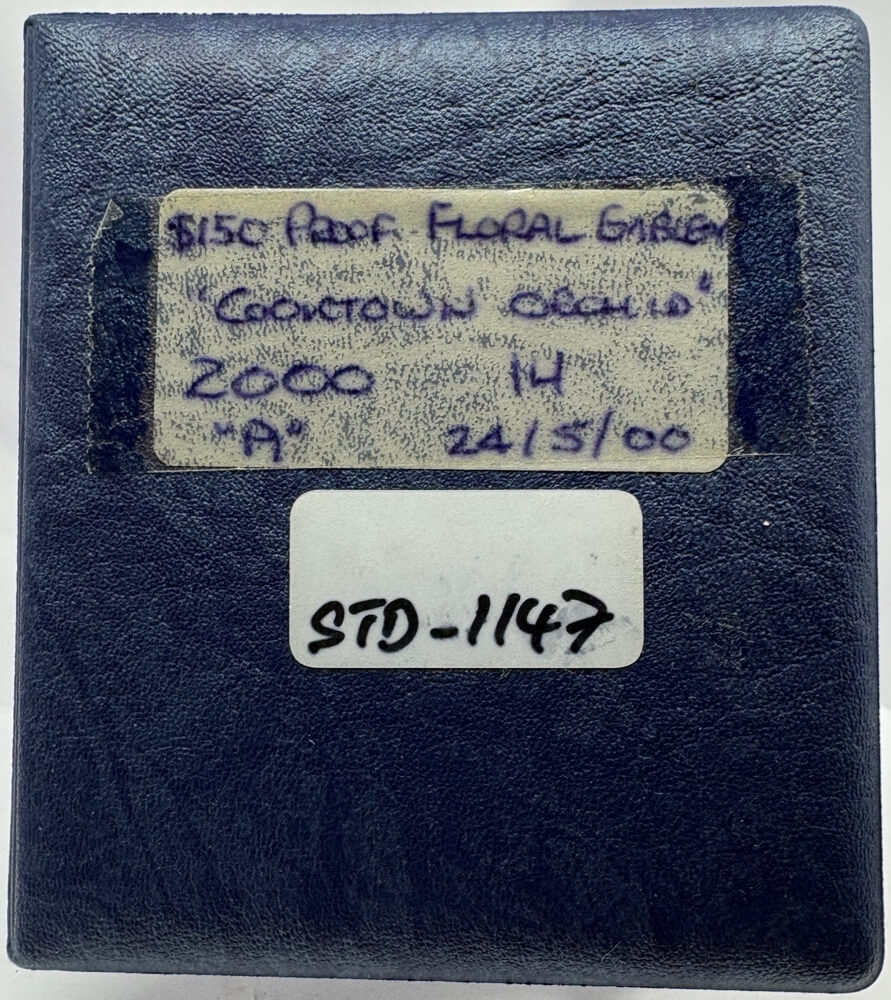 $150 PROOF FLORAL EMBLEM
"COOKTOWN ORCHID"
2000 14
"A" 24/5/00
STD-1147